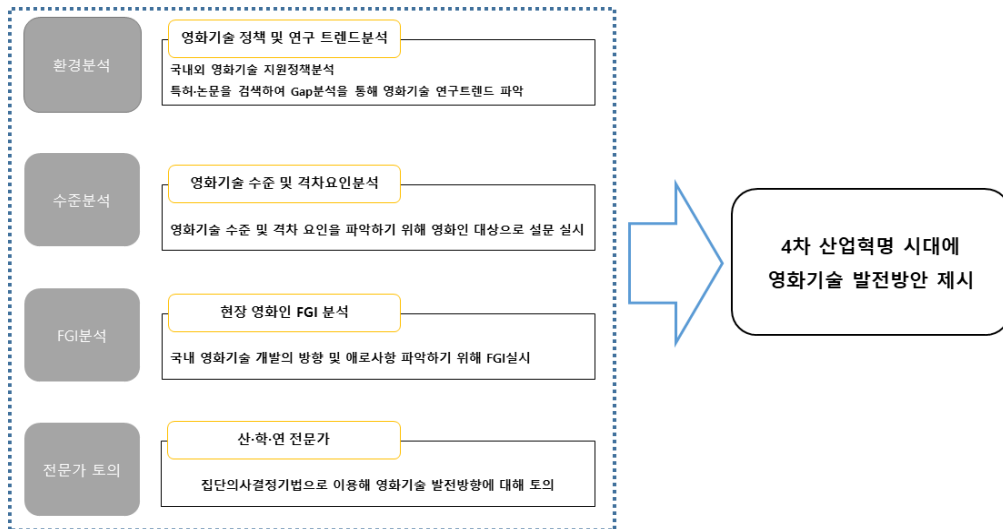 환경분석
영화기술 정책 및 연구 트렌드분석
국내외 영화기술 지원정책분석
특허·논문을 검색하여 Gap분석을 통해 영화기술 연구트렌드 파악
수준분석
영화기술 수준 및 격차요인분석
영화기술 수준 및 격차 요인을 파악하기 위해 영화인 대상으로 설문 실시
FGI분석
현장 영화인 FGI 분석
국내 영화기술 개발의 방향 및 애로사항 파악하기 위해 FGI실시
전문가 토의
산·학·연 전문가
집단의사결정기법으로 이용해 영화기술 발전방향에 대해 토의
4차 산업혁명 시대에
영화기술 발전방안 제시